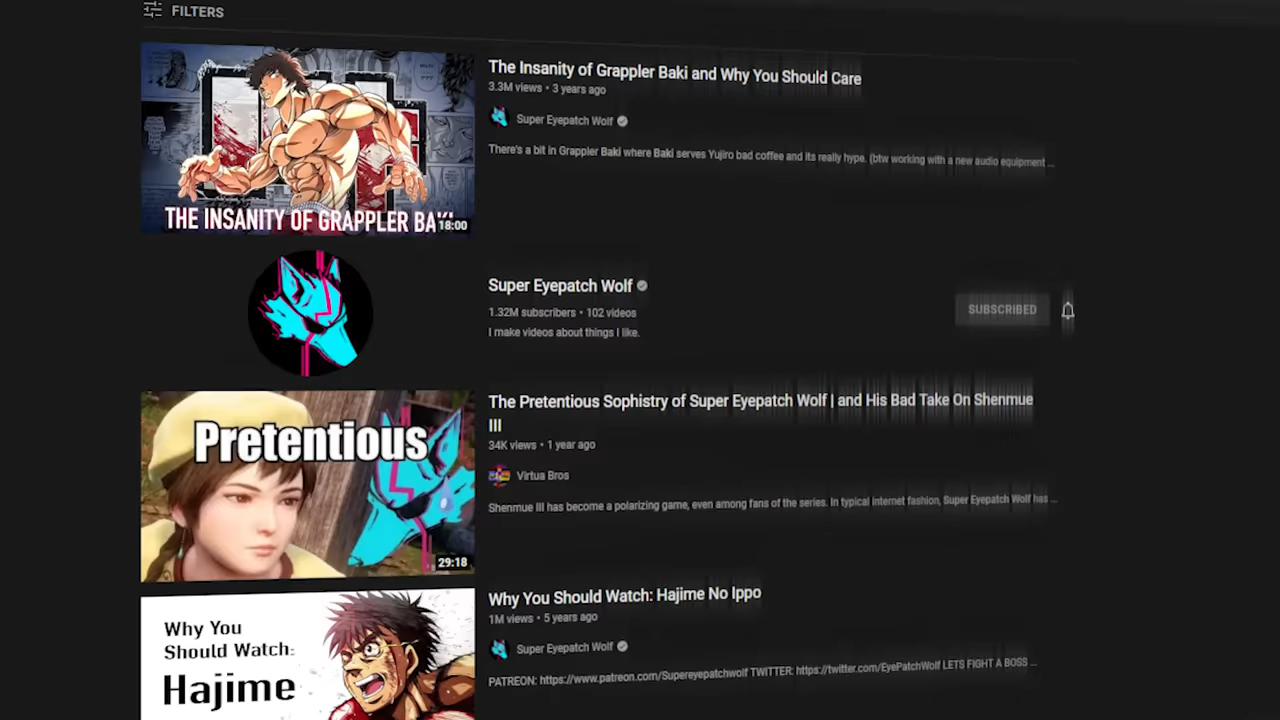 FILTERS
The Insanity of Grappler Baki and Why You Should Care
3.3M views • 3 years ago
Super Eyepatch Wolf
There's a bit in Grappler Baki where Baki serves Yujiro bad coffee and its really hype. (btw working with a new audio equipment ...
THE INSANITY OF GRAPPLER BA
18:00
Super Eyepatch Wolf
1.32M subscribers • 102 videos
I make videos about things I like.
SUBSCRIBED
The Pretentious Sophistry of Super Eyepatch Wolf | and His Bad Take On Shenmue
III
34K views • 1 year ago
Virtua Bros
Shenmue III has become a polarizing game, even among fans of the series. In typical internet fashion, Super Eyepatch Wolf has ...
Pretentious
29:18
Why You Should Watch: Hajime No Ippo
1M views • 5 years ago
Super Eyepatch Wolf
PATREON: https://www.patreon.com/Supereyepatchwolf TWITTER: https://twitter.com/EyePatchWolf LETS FIGHT A BOSS ...
Why You
Should Watch:
Hajime